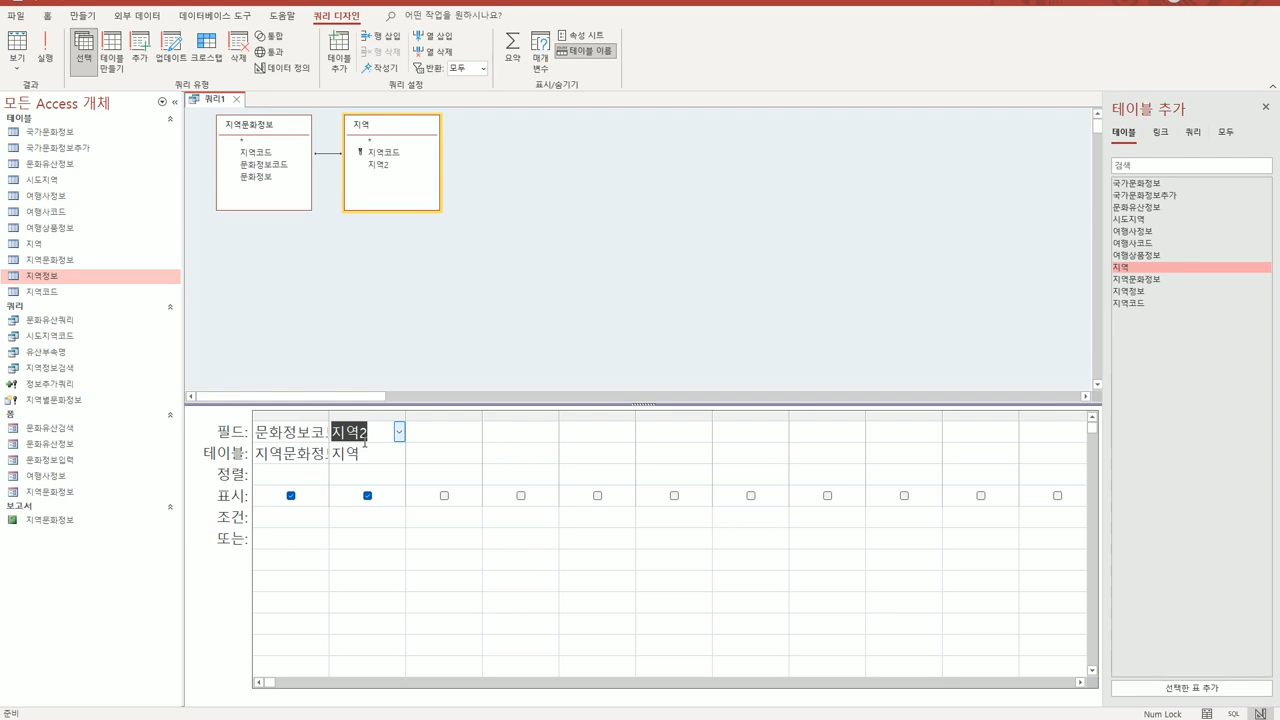 파일 홈 만들기 외부 데이터 데이터베이스 도구 도움말 쿼리 디자인 어떤 작업을 원하시나요?
보기 실행 선택 테이블 만들기 추가 업데이트 크로스탭 삭제 통합 통과 데이터 정의
테이블 추가 행 삽입 행 삭제 작성기 열 삽입 열 삭제 반환: 모두
요약 매개 변수 속성 시트 테이블 이름
결과 쿼리 유형 쿼리 설정 표시/숨기기
모든 Access 개체
테이블
국가문화정보
국가문화정보추가
문화유산정보
시도지역
여행사정보
여행사코드
여행상품정보
지역
지역문화정보
지역정보
지역코드
쿼리
문화유산쿼리
시도지역코드
유산부속명
지역정보검색
정보추가쿼리
지역별문화정보
폼
문화유산검색
문화유산정보
문화정보입력
여행사정보
지역문화정보
보고서
지역문화정보
쿼리1
지역문화정보
*
지역코드
문화정보코드
문화정보
지역
*
지역코드
지역2
필드: 문화정보코 지역2
테이블: 지역문화정 지역
정렬:
표시:
조건:
또는:
테이블 추가
테이블 링크 쿼리 모두
검색
국가문화정보
국가문화정보추가
문화유산정보
시도지역
여행사정보
여행사코드
여행상품정보
지역
지역문화정보
지역정보
지역코드
선택한 표 추가
준비
Num Lock SQL